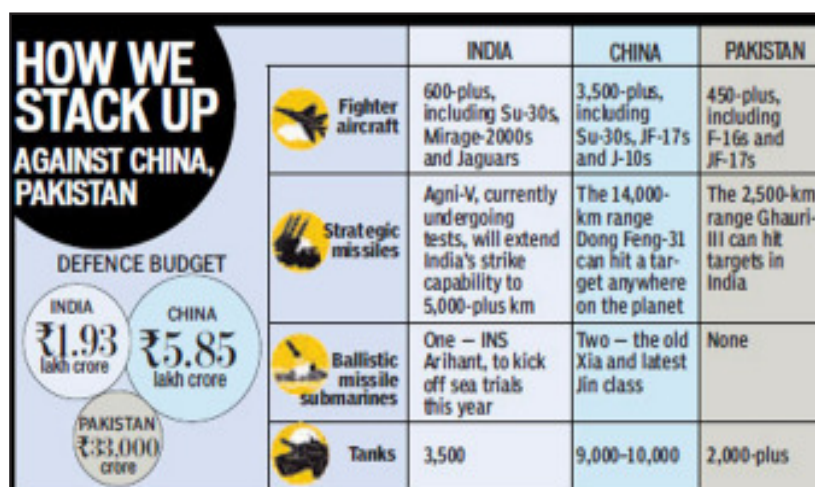 HOW WE
STACK UP
AGAINST CHINA,
PAKISTAN
DEFENCE BUDGET
INDIA
₹1.93
lakh crore
CHINA
₹5.85
lakh crore
PAKISTAN
₹33,000
crore
INDIA
CHINA
PAKISTAN
Fighter
aircraft
600-plus,
including Su-30s,
Mirage-2000s
and Jaguars
3,500-plus,
including
Su-30s, JF-17s
and J-10s
450-plus,
including
F-16s and
JF-17s
Strategic
missiles
Agni-V, currently
undergoing
tests, will extend
India's strike
capability to
5,000-plus km
The 14,000-
km range
Dong Feng-31
can hit a tar-
get anywhere
on the planet
The 2,500-km
range Ghauri-
III can hit
targets in
India
Ballistic
missile
submarines
One – INS
Arihant, to kick
off sea trials
this year
Two – the old
Xia and latest
Jin class
None
Tanks
3,500
9,000–10,000
2,000-plus